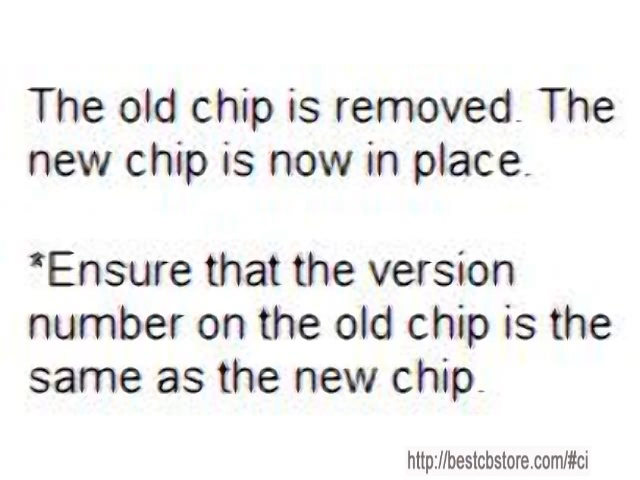 The old chip is removed. The
new chip is now in place.
*Ensure that the version
number on the old chip is the
same as the new chip.
http://bestcbstore.com/#ci